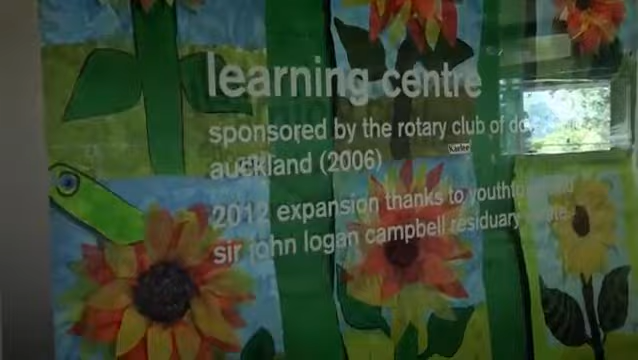 learning centre
sponsored by the rotary club of
auckland (2006)
2012 expansion thanks to
sir john logan campbell residuary